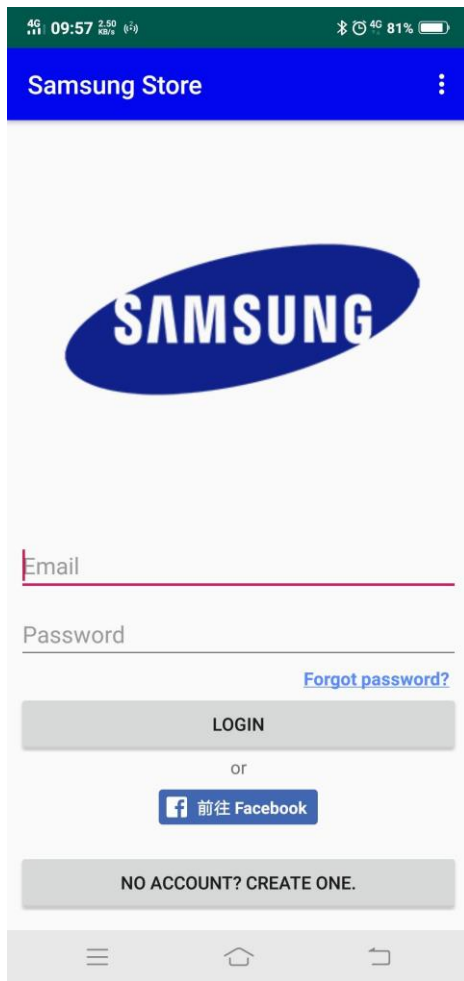 4G 09:57 2.50 KB/s 4G 81%
Samsung Store
SAMSUNG
Email
Password
Forgot password?
LOGIN
or
f 前往 Facebook
NO ACCOUNT? CREATE ONE.